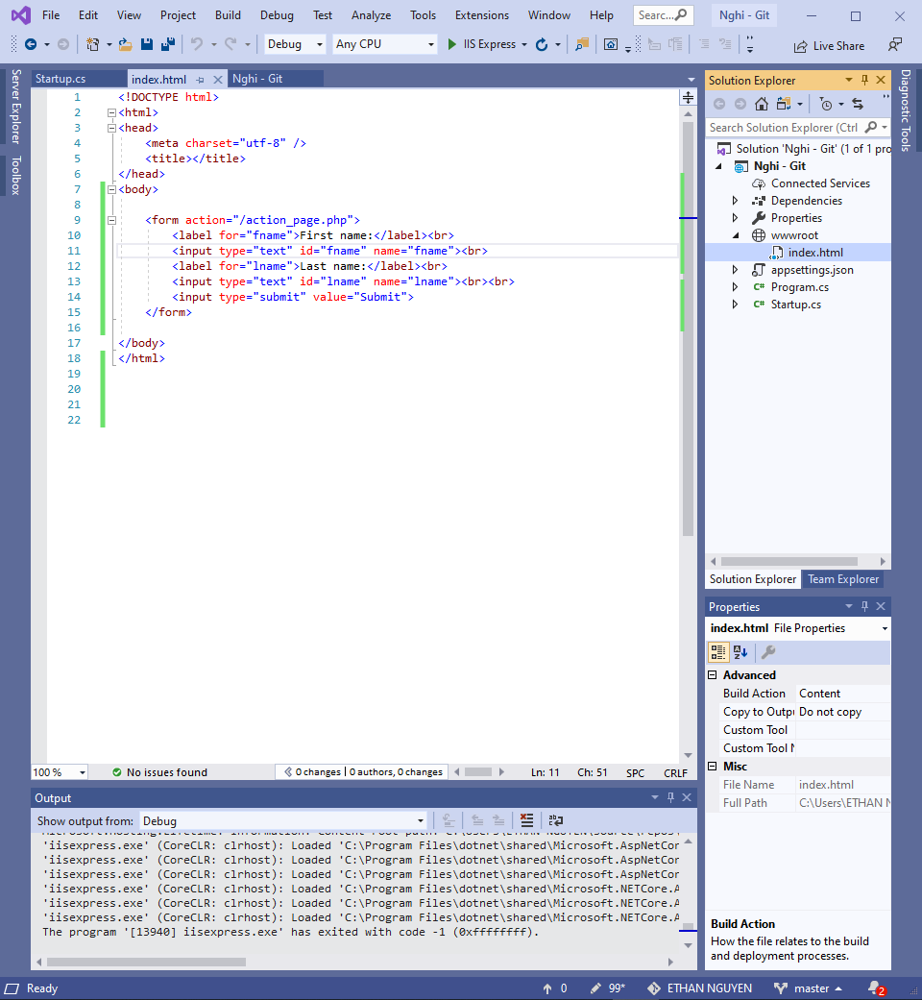 File Edit View Project Build Debug Test Analyze Tools Extensions Window Help Searc... Nghi - Git
Debug Any CPU IIS Express Live Share
Server Explorer
Toolbox
Startup.cs index.html Nghi - Git
1 <!DOCTYPE html>
2 <html>
3 <head>
4 <meta charset="utf-8" />
5 <title></title>
6 </head>
7 <body>
8
9 <form action="/action_page.php">
10 <label for="fname">First name:</label><br>
11 <input type="text" id="fname" name="fname"><br>
12 <label for="lname">Last name:</label><br>
13 <input type="text" id="lname" name="lname"><br><br>
14 <input type="submit" value="Submit">
15 </form>
16
17 </body>
18 </html>
19
20
21
22
100 % No issues found 0 changes | 0 authors, 0 changes Ln: 11 Ch: 51 SPC CRLF
Output
Show output from: Debug
'iisexpress.exe' (CoreCLR: clrhost): Loaded 'C:\Program Files\dotnet\shared\Microsoft.AspNetCor
'iisexpress.exe' (CoreCLR: clrhost): Loaded 'C:\Program Files\dotnet\shared\Microsoft.AspNetCor
'iisexpress.exe' (CoreCLR: clrhost): Loaded 'C:\Program Files\dotnet\shared\Microsoft.AspNetCor
'iisexpress.exe' (CoreCLR: clrhost): Loaded 'C:\Program Files\dotnet\shared\Microsoft.NETCore.A
'iisexpress.exe' (CoreCLR: clrhost): Loaded 'C:\Program Files\dotnet\shared\Microsoft.NETCore.A
'iisexpress.exe' (CoreCLR: clrhost): Loaded 'C:\Program Files\dotnet\shared\Microsoft.NETCore.A
The program '[13940] iisexpress.exe' has exited with code -1 (0xffffffff).
Solution Explorer
Search Solution Explorer (Ctrl
Solution 'Nghi - Git' (1 of 1 pro
Nghi - Git
Connected Services
Dependencies
Properties
wwwroot
index.html
appsettings.json
C# Program.cs
C# Startup.cs
Solution Explorer Team Explorer
Properties
index.html File Properties
Advanced
Build Action Content
Copy to Outpu Do not copy
Custom Tool
Custom Tool N
Misc
File Name index.html
Full Path C:\Users\ETHAN N
Build Action
How the file relates to the build
and deployment processes.
Diagnostic Tools
Ready 0 99* ETHAN NGUYEN master 2